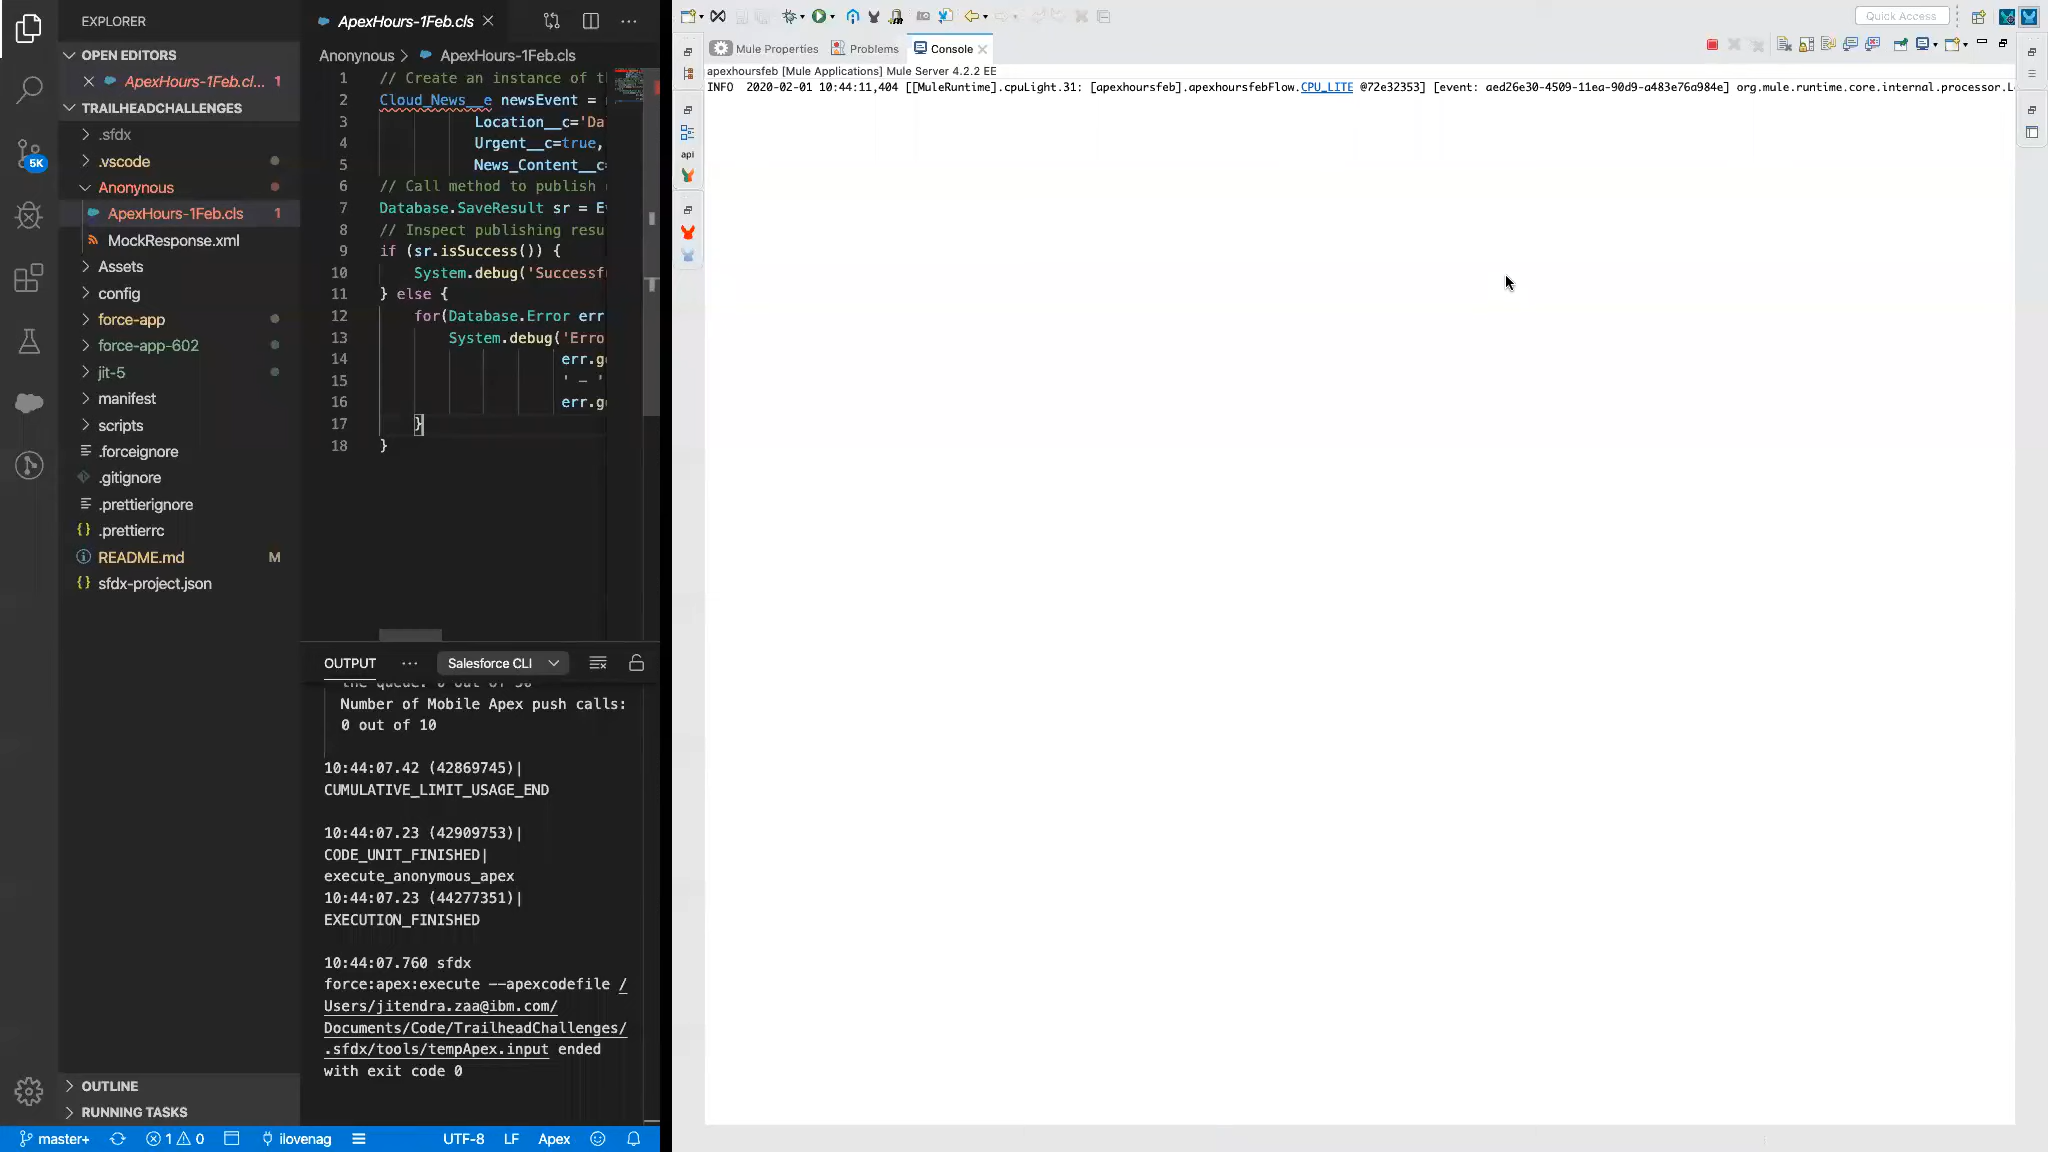 EXPLORER
OPEN EDITORS
ApexHours-1Feb.cl... 1
TRAILHEADCHALLENGES
.sfdx
.vscode
Anonynous
ApexHours-1Feb.cls 1
MockResponse.xml
Assets
config
force-app
force-app-602
jit-5
manifest
scripts
.forceignore
.gitignore
.prettierignore
.prettierrc
README.md M
sfdx-project.json
OUTLINE
RUNNING TASKS
5K
ApexHours-1Feb.cls
Anonynous > ApexHours-1Feb.cls
1 // Create an instance of t
2 Cloud_News__e newsEvent =
3 Location__c='Da
4 Urgent__c=true,
5 News_Content__c
6 // Call method to publish
7 Database.SaveResult sr = E
8 // Inspect publishing resu
9 if (sr.isSuccess()) {
10 System.debug('Successf
11 } else {
12 for(Database.Error err
13 System.debug('Erro
14 err.g
15 ' - '
16 err.g
17 }
18 }
OUTPUT ... Salesforce CLI
Number of Mobile Apex push calls:
0 out of 10
10:44:07.42 (42869745)|
CUMULATIVE_LIMIT_USAGE_END
10:44:07.23 (42909753)|
CODE_UNIT_FINISHED|
execute_anonymous_apex
10:44:07.23 (44277351)|
EXECUTION_FINISHED
10:44:07.760 sfdx
force:apex:execute --apexcodefile /
Users/jitendra.zaa@ibm.com/
Documents/Code/TrailheadChallenges/
.sfdx/tools/tempApex.input ended
with exit code 0
master+ 1 0 ilovenag UTF-8 LF Apex
Quick Access
Mule Properties Problems Console
apexhoursfeb [Mule Applications] Mule Server 4.2.2 EE
INFO 2020-02-01 10:44:11,404 [[MuleRuntime].cpuLight.31: [apexhoursfeb].apexhoursfebFlow.CPU_LITE @72e32353] [event: aed26e30-4509-11ea-90d9-a483e76a984e] org.mule.runtime.core.internal.processor.L
api